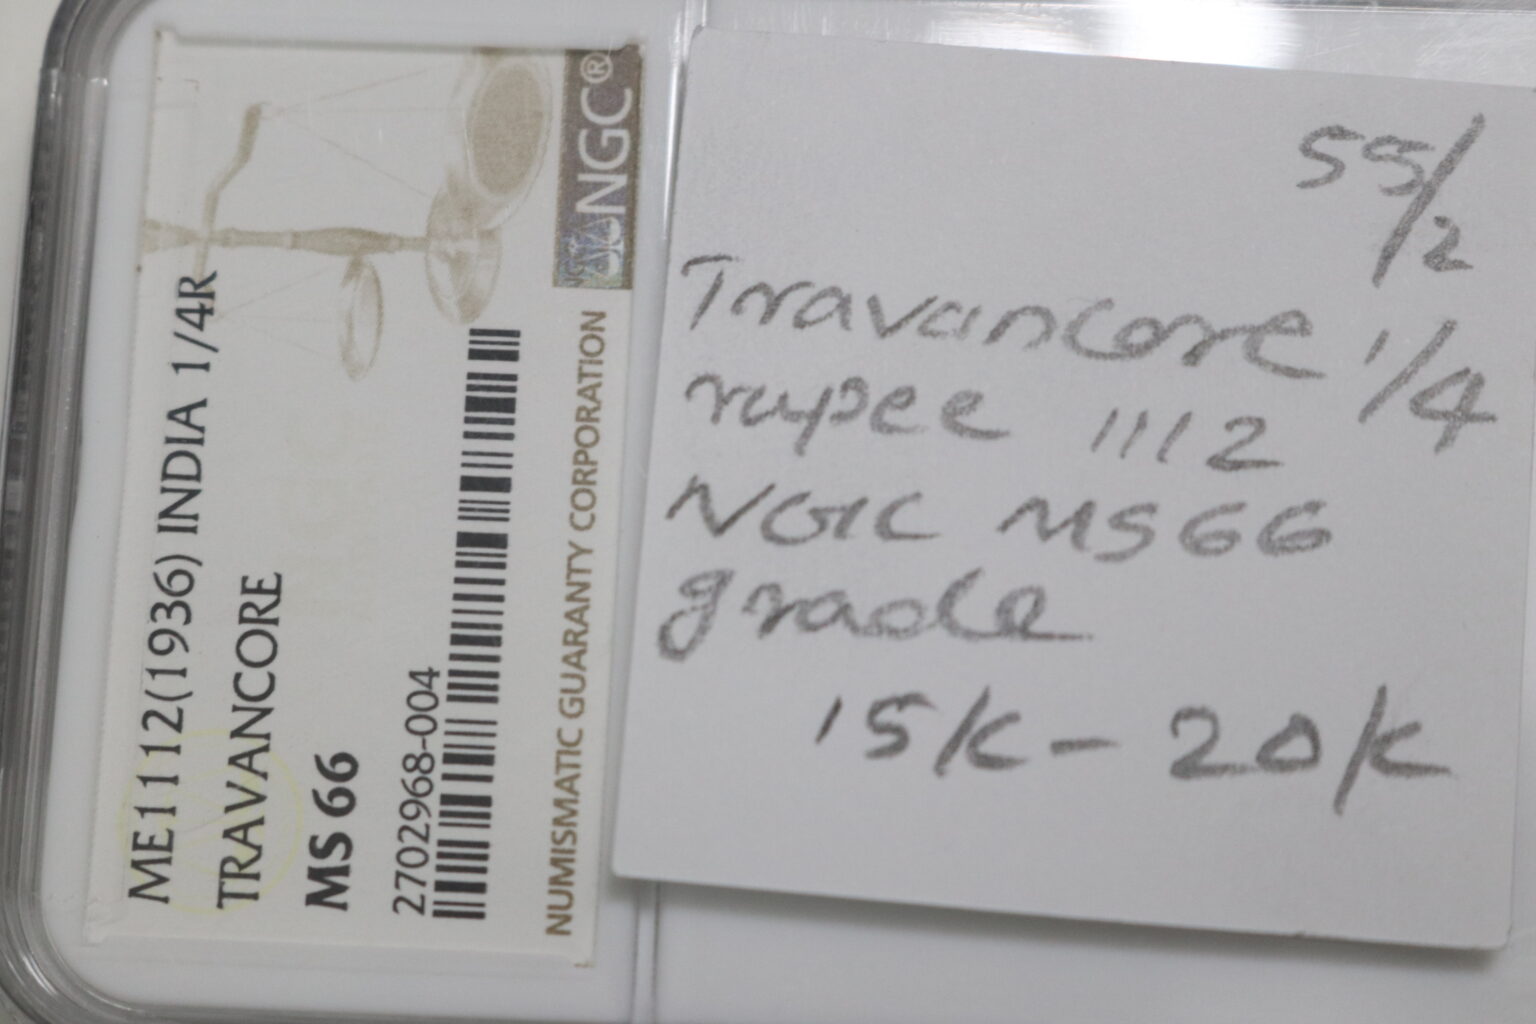 ME1112(1936) INDIA 1/4R
TRAVANCORE
MS 66
2702968-004
NGC®
NUMISMATIC GUARANTY CORPORATION
55/2
Travancore 1/4
rupee 1112
NGC MS66
grade
15K - 20K